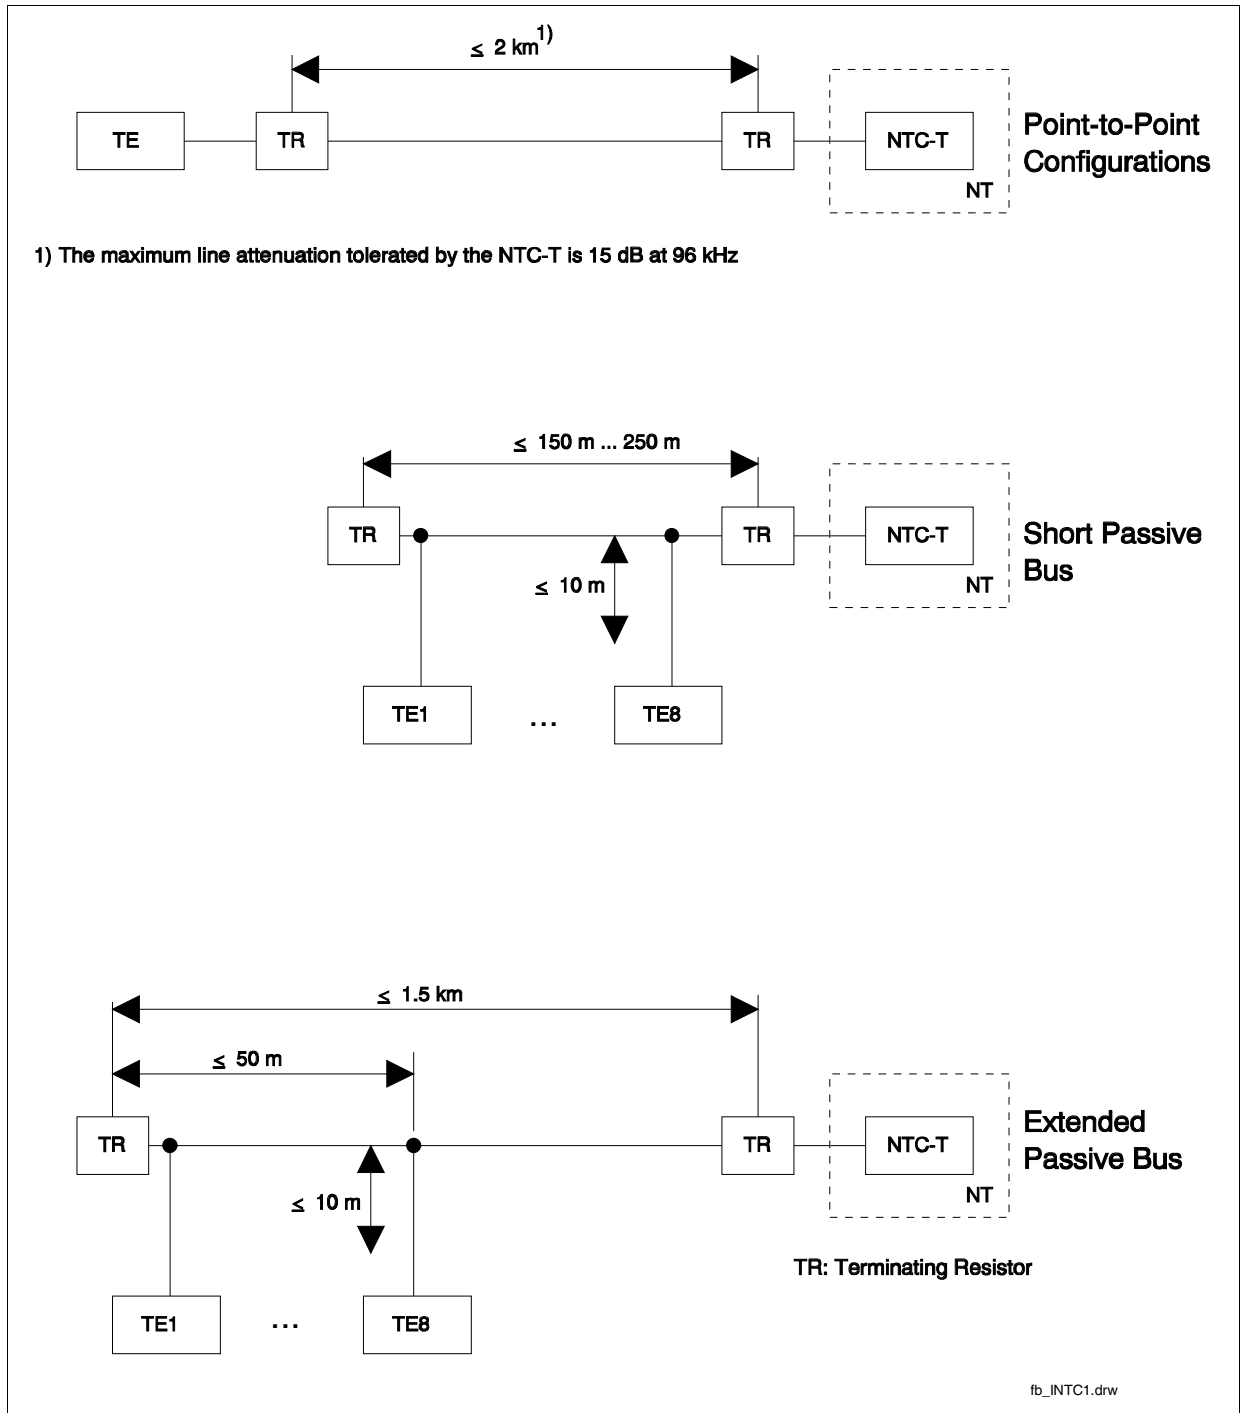 ≤ 2 km1)
TE
TR
TR
NTC-T
NT
Point-to-Point
Configurations
1) The maximum line attenuation tolerated by the NTC-T is 15 dB at 96 kHz
≤ 150 m ... 250 m
TR
TR
NTC-T
NT
Short Passive
Bus
≤ 10 m
TE1
...
TE8
≤ 1.5 km
≤ 50 m
TR
TR
NTC-T
NT
Extended
Passive Bus
≤ 10 m
TR: Terminating Resistor
TE1
...
TE8
fb_INTC1.drw